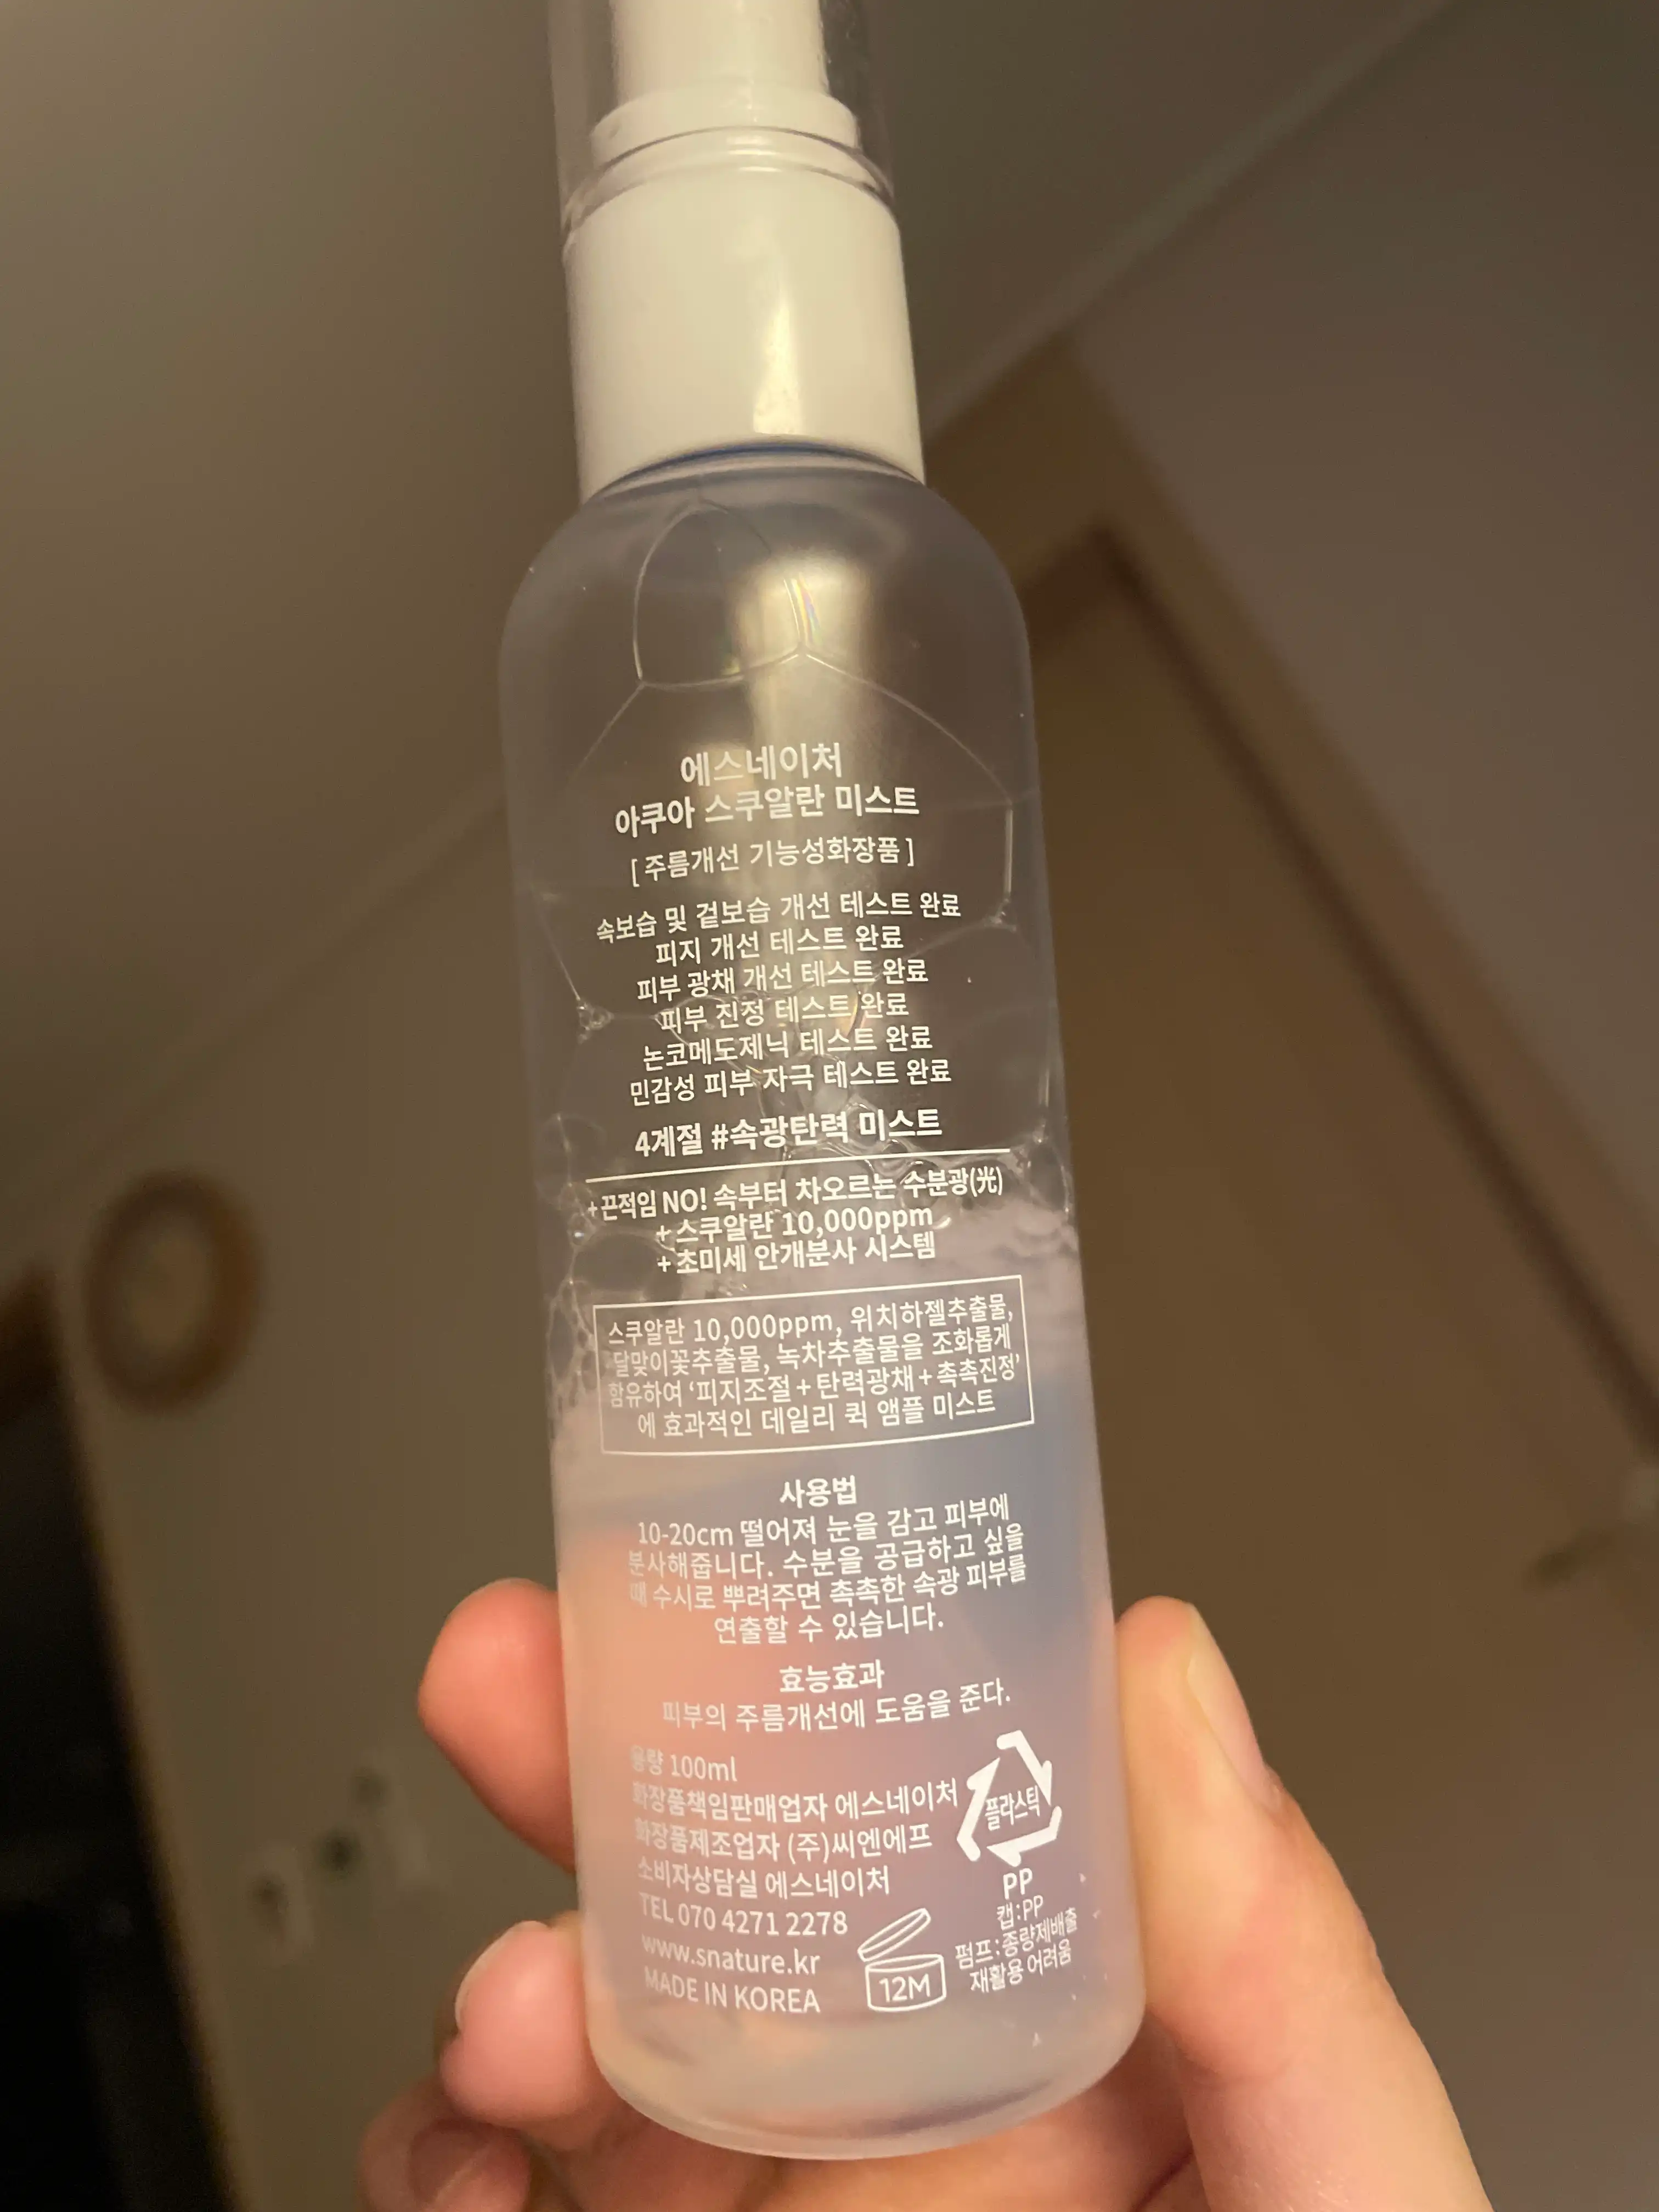 에스네이처
아쿠아 스쿠알란 미스트
[ 주름개선 기능성화장품 ]
속보습 및 겉보습 개선 테스트 완료
피지 개선 테스트 완료
피부 광채 개선 테스트 완료
피부 진정 테스트 완료
논코메도제닉 테스트 완료
민감성 피부 자극 테스트 완료
4계절 #속광탄력 미스트
+ 끈적임 NO! 속부터 차오르는 수분광(光)
+ 스쿠알란 10,000ppm
+ 초미세 안개분사 시스템
스쿠알란 10,000ppm, 위치하젤추출물,
달맞이꽃추출물, 녹차추출물을 조화롭게
함유하여 ‘피지조절+탄력광채+촉촉진정’
에 효과적인 데일리 퀵 앰플 미스트
사용법
10-20cm 떨어져 눈을 감고 피부에
분사해줍니다. 수분을 공급하고 싶을
때 수시로 뿌려주면 촉촉한 속광 피부를
연출할 수 있습니다.
효능효과
피부의 주름개선에 도움을 준다.
용량 100ml
화장품책임판매업자 에스네이처
화장품제조업자 (주)씨엔에프
소비자상담실 에스네이처
TEL 070 4271 2278
www.snature.kr
MADE IN KOREA
12M
플라스틱
PP
캡:PP
펌프:종량제배출
재활용 어려움